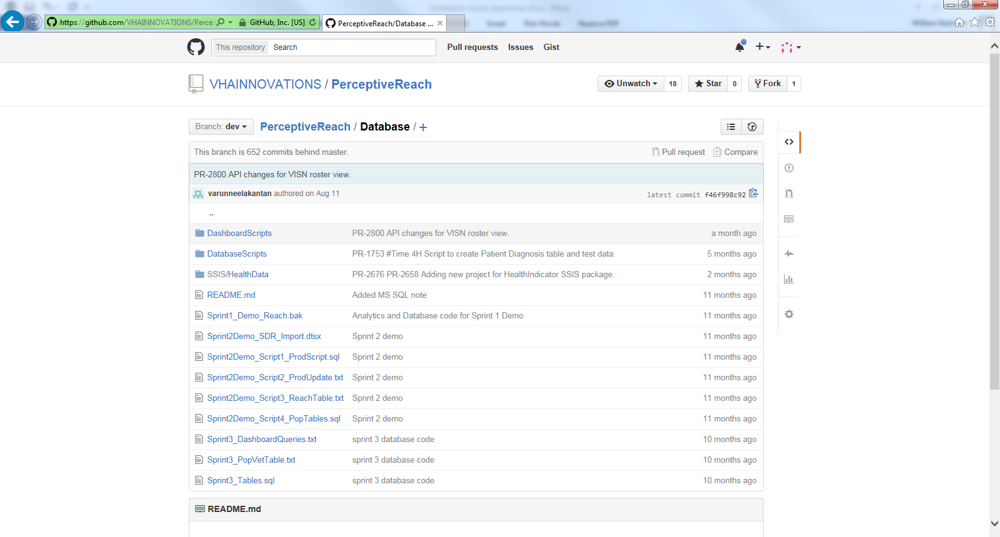 https://github.com/VHAINNOVATIONS/Perce
GitHub, Inc. [US]
PerceptiveReach/Database ...
This repository Search
Pull requests Issues Gist
VHAINNOVATIONS / PerceptiveReach
Unwatch 18 Star 0 Fork 1
Branch: dev PerceptiveReach / Database / +
This branch is 652 commits behind master. Pull request Compare
PR-2800 API changes for VISN roster view.
varunneelakantan authored on Aug 11 latest commit f46f998c92
..
DashboardScripts PR-2800 API changes for VISN roster view. a month ago
DatabaseScripts PR-1753 #Time 4H Script to create Patient Diagnosis table and test data. 5 months ago
SSIS/HealthData PR-2676 PR-2658 Adding new project for HealthIndicator SSIS package. 2 months ago
README.md Added MS SQL note 11 months ago
Sprint1_Demo_Reach.bak Analytics and Database code for Sprint 1 Demo 11 months ago
Sprint2Demo_SDR_Import.dtsx Sprint 2 demo 11 months ago
Sprint2Demo_Script1_ProdScript.sql Sprint 2 demo 11 months ago
Sprint2Demo_Script2_ProdUpdate.txt Sprint 2 demo 11 months ago
Sprint2Demo_Script3_ReachTable.txt Sprint 2 demo 11 months ago
Sprint2Demo_Script4_PopTables.sql Sprint 2 demo 11 months ago
Sprint3_DashboardQueries.txt sprint 3 database code 10 months ago
Sprint3_PopVetTable.txt sprint 3 database code 10 months ago
Sprint3_Tables.sql sprint 3 database code 10 months ago
README.md